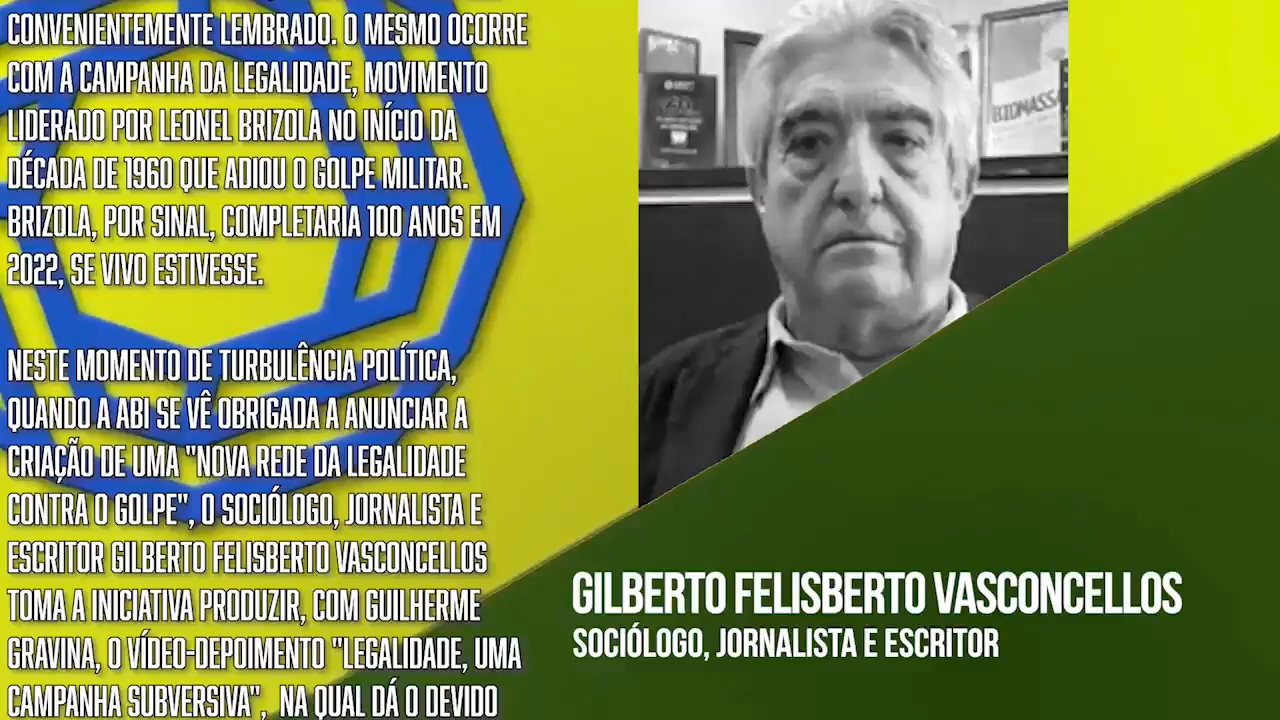 CONVENIENTEMENTE LEMBRADO. O MESMO OCORRE
COM A CAMPANHA DA LEGALIDADE, MOVIMENTO
LIDERADO POR LEONEL BRIZOLA NO INÍCIO DA
DÉCADA DE 1960 QUE ADIOU O GOLPE MILITAR.
BRIZOLA, POR SINAL, COMPLETARIA 100 ANOS EM
2022, SE VIVO ESTIVESSE.
NESTE MOMENTO DE TURBULÊNCIA POLÍTICA,
QUANDO A ABI SE VÊ OBRIGADA A ANUNCIAR A
CRIAÇÃO DE UMA "NOVA REDE DA LEGALIDADE
CONTRA O GOLPE", O SOCIÓLOGO, JORNALISTA E
ESCRITOR GILBERTO FELISBERTO VASCONCELLOS
TOMA A INICIATIVA PRODUZIR, COM GUILHERME
GRAVINA, O VÍDEO-DEPOIMENTO "LEGALIDADE, UMA
CAMPANHA SUBVERSIVA", NA QUAL DÁ O DEVIDO
BIOMASSA
GILBERTO FELISBERTO VASCONCELLOS
SOCIÓLOGO, JORNALISTA E ESCRITOR